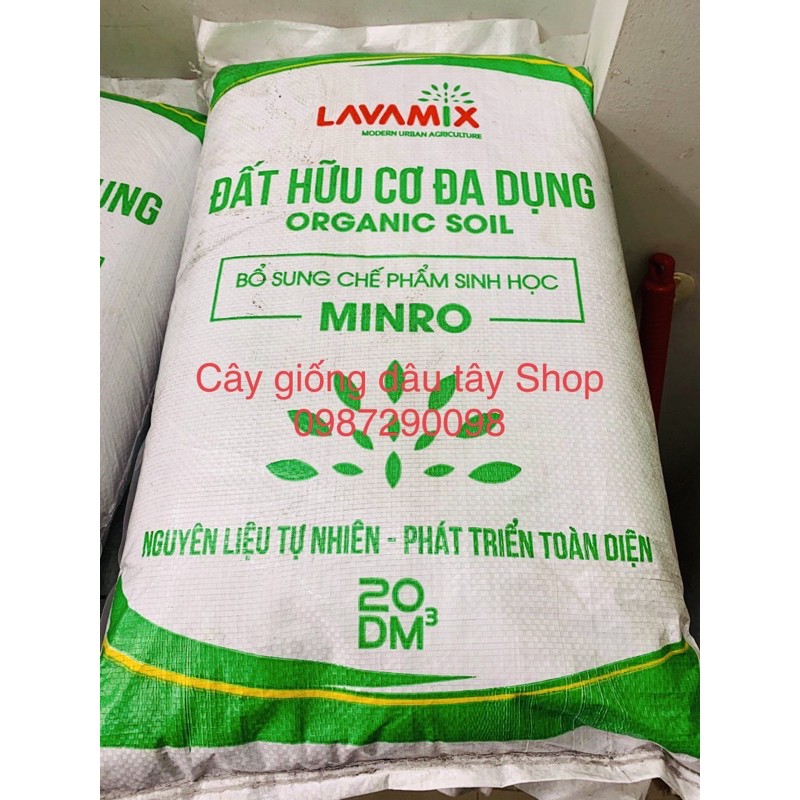 LAVAMIX
MODERN URBAN AGRICULTURE
ĐẤT HỮU CƠ ĐA DỤNG
ORGANIC SOIL
BỔ SUNG CHẾ PHẨM SINH HỌC
MINRO
Cây giống dâu tây Shop
0987290098
NGUYÊN LIỆU TỰ NHIÊN - PHÁT TRIỂN TOÀN DIỆN
20
DM³
UNG